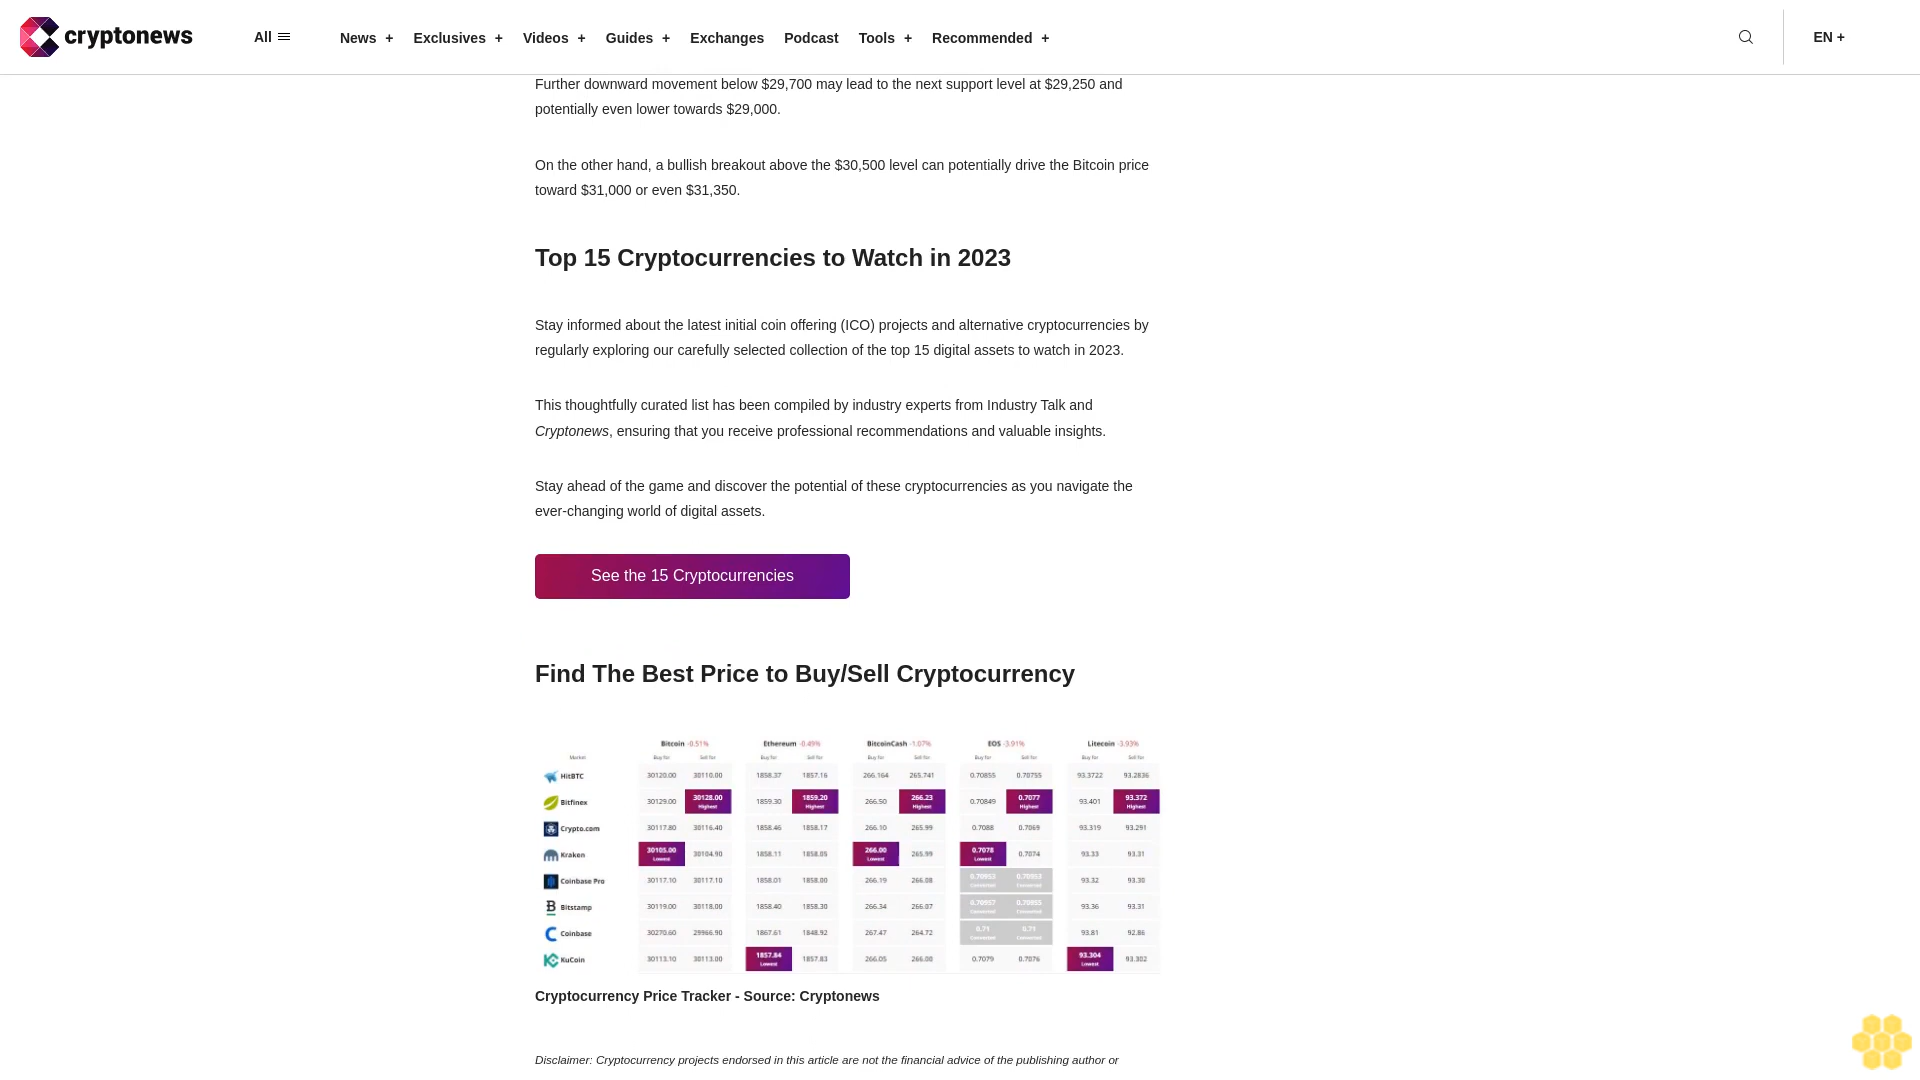 cryptonews All News + Exclusives + Videos + Guides + Exchanges Podcast Tools + Recommended + EN +
Further downward movement below $29,700 may lead to the next support level at $29,250 and
potentially even lower towards $29,000.
On the other hand, a bullish breakout above the $30,500 level can potentially drive the Bitcoin price
toward $31,000 or even $31,350.
Top 15 Cryptocurrencies to Watch in 2023
Stay informed about the latest initial coin offering (ICO) projects and alternative cryptocurrencies by
regularly exploring our carefully selected collection of the top 15 digital assets to watch in 2023.
This thoughtfully curated list has been compiled by industry experts from Industry Talk and
Cryptonews, ensuring that you receive professional recommendations and valuable insights.
Stay ahead of the game and discover the potential of these cryptocurrencies as you navigate the
ever-changing world of digital assets.
See the 15 Cryptocurrencies
Find The Best Price to Buy/Sell Cryptocurrency
Bitcoin -0.51% Ethereum -0.49% BitcoinCash -1.07% EOS -3.91% Litecoin -3.93%
Market Buy for Sell for Buy for Sell for Buy for Sell for Buy for Sell for Buy for Sell for
HitBTC 30120.00 30110.00 1858.37 1857.16 266.164 265.741 0.70855 0.70755 93.3722 93.2836
Bitfinex 30129.00 30128.00 Highest 1859.30 1859.20 Highest 266.50 266.23 Highest 0.70849 0.7077 Highest 93.401 93.372 Highest
Crypto.com 30117.80 30116.40 1858.46 1858.17 266.10 265.99 0.7088 0.7069 93.319 93.291
Kraken 30105.00 Lowest 30104.90 1858.11 1858.05 266.00 Lowest 265.99 0.7078 Lowest 0.7074 93.33 93.31
Coinbase Pro 30117.10 30117.10 1858.01 1858.00 266.19 266.08 0.70953 Converted 0.70953 Converted 93.32 93.30
Bitstamp 30119.00 30118.00 1858.40 1858.30 266.34 266.07 0.70957 Converted 0.70855 Converted 93.36 93.31
Coinbase 30270.60 29966.90 1867.61 1848.92 267.47 264.72 0.71 Converted 0.71 Converted 93.81 92.86
KuCoin 30113.10 30113.00 1857.84 Lowest 1857.83 266.05 266.00 0.7079 0.7076 93.304 Lowest 93.302
Cryptocurrency Price Tracker - Source: Cryptonews
Disclaimer: Cryptocurrency projects endorsed in this article are not the financial advice of the publishing author or